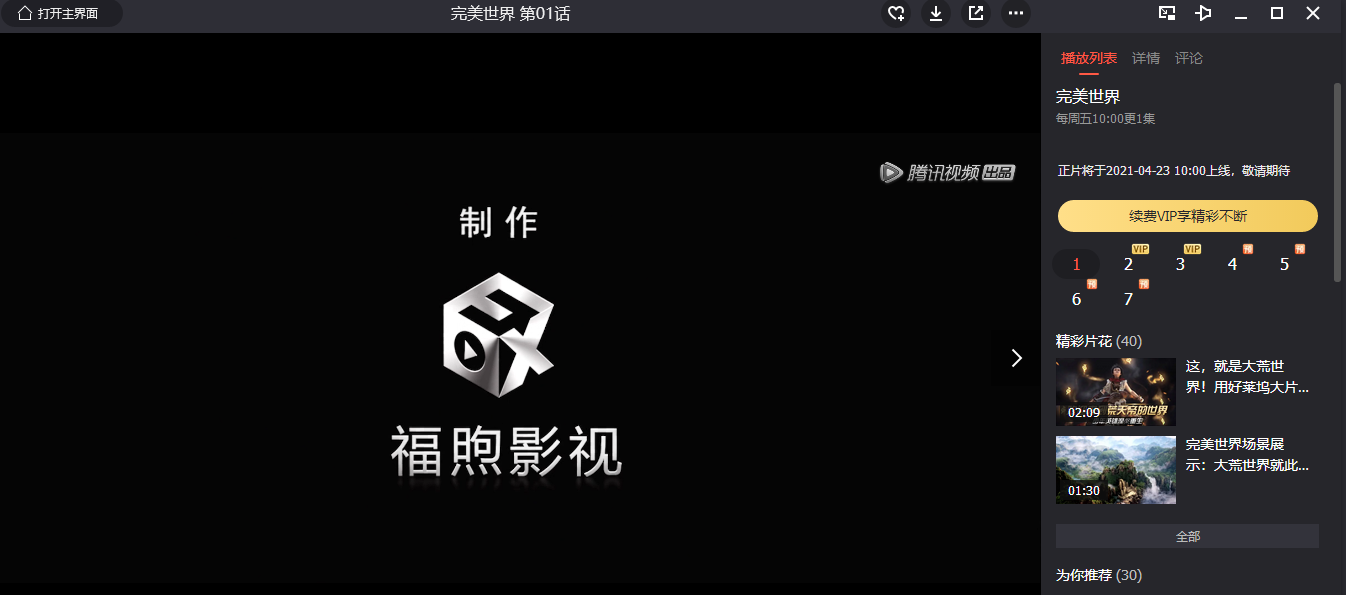 打开主界面
完美世界 第01话
腾讯视频 出品
制 作
福煦影视
播放列表 详情 评论
完美世界
每周五10:00更1集
正片将于2021-04-23 10:00上线，敬请期待
续费VIP享精彩不断
1 2 VIP 3 VIP 4 预 5 预
6 预 7 预
精彩片花 (40)
这，就是大荒世
界！用好莱坞大片...
荒天帝的世界
02:09
完美世界场景展
示：大荒世界就此...
01:30
全部
为你推荐 (30)